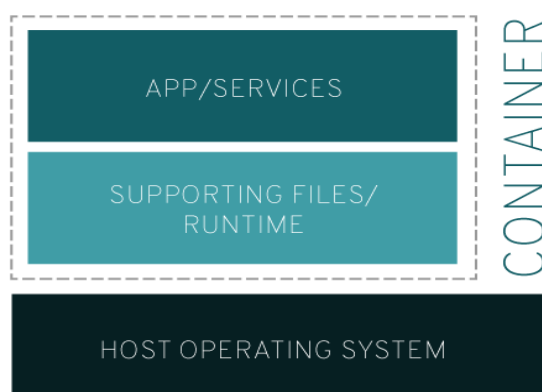 APP/SERVICES
SUPPORTING FILES/
RUNTIME
CONTAINER
HOST OPERATING SYSTEM